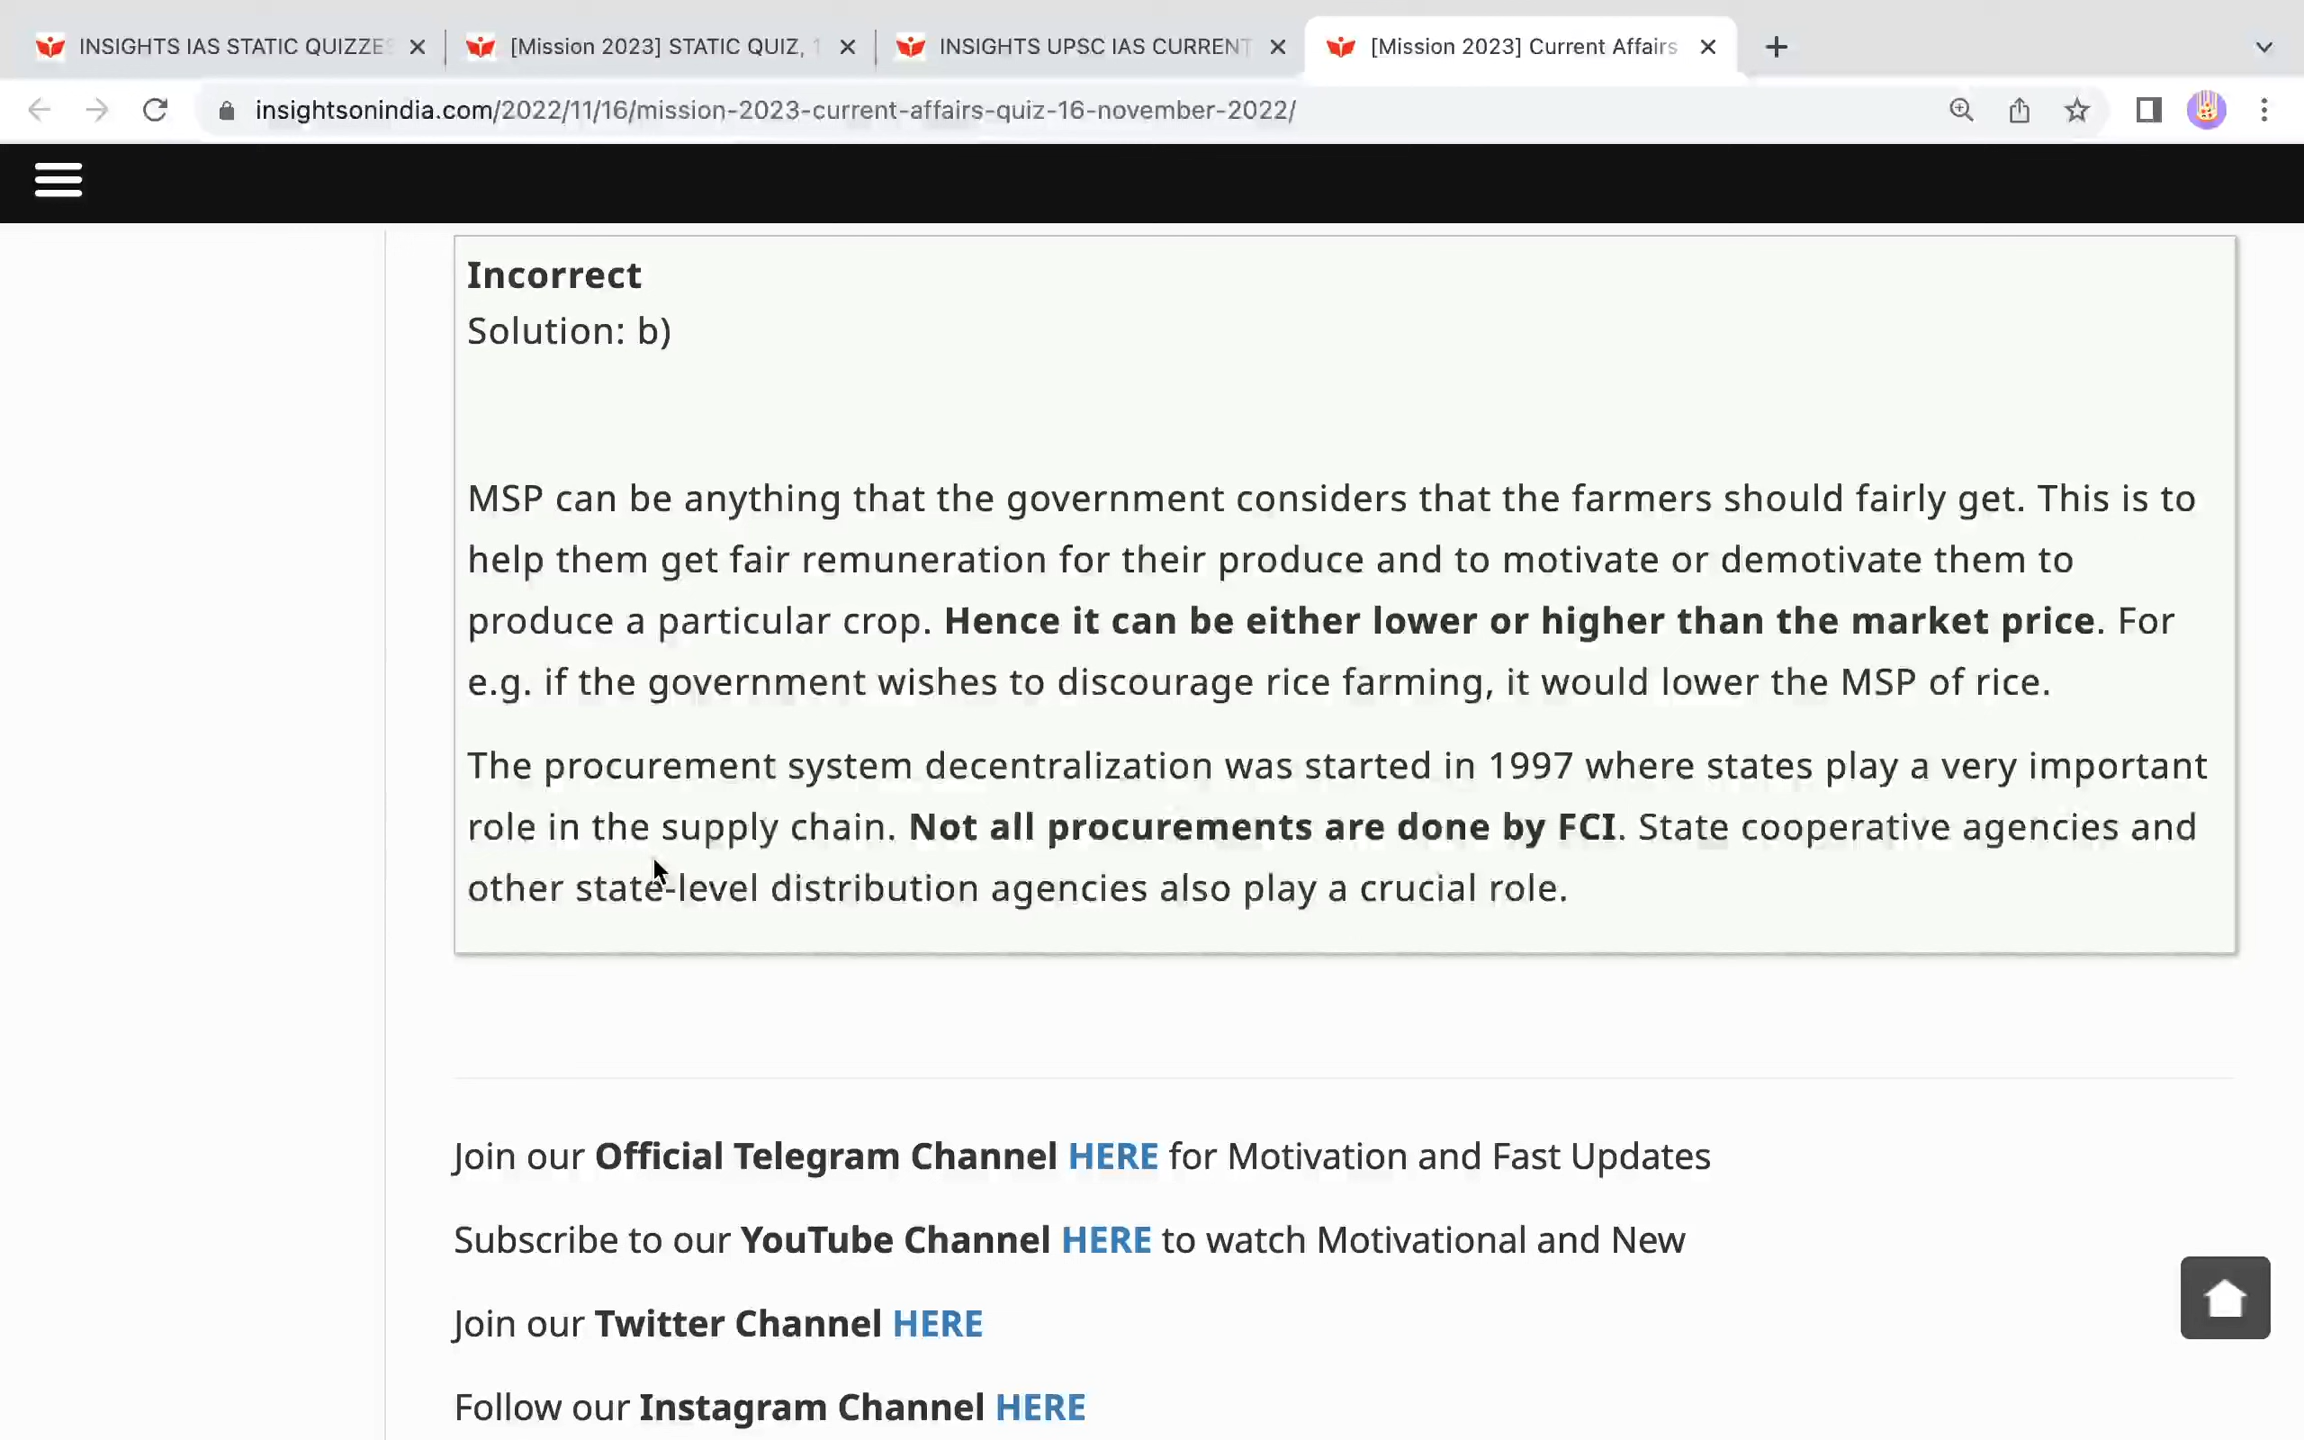 INSIGHTS IAS STATIC QUIZZES
[Mission 2023] STATIC QUIZ, 1
INSIGHTS UPSC IAS CURRENT
[Mission 2023] Current Affairs
insightsonindia.com/2022/11/16/mission-2023-current-affairs-quiz-16-november-2022/
Incorrect
Solution: b)
MSP can be anything that the government considers that the farmers should fairly get. This is to
help them get fair remuneration for their produce and to motivate or demotivate them to
produce a particular crop. Hence it can be either lower or higher than the market price. For
e.g. if the government wishes to discourage rice farming, it would lower the MSP of rice.
The procurement system decentralization was started in 1997 where states play a very important
role in the supply chain. Not all procurements are done by FCI. State cooperative agencies and
other state-level distribution agencies also play a crucial role.
Join our Official Telegram Channel HERE for Motivation and Fast Updates
Subscribe to our YouTube Channel HERE to watch Motivational and New
Join our Twitter Channel HERE
Follow our Instagram Channel HERE